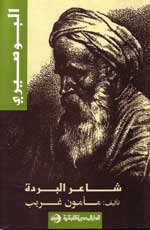 البوصيري
شاعر البردة
تأليف: مأمون غريب
الدار المصرية اللبنانية